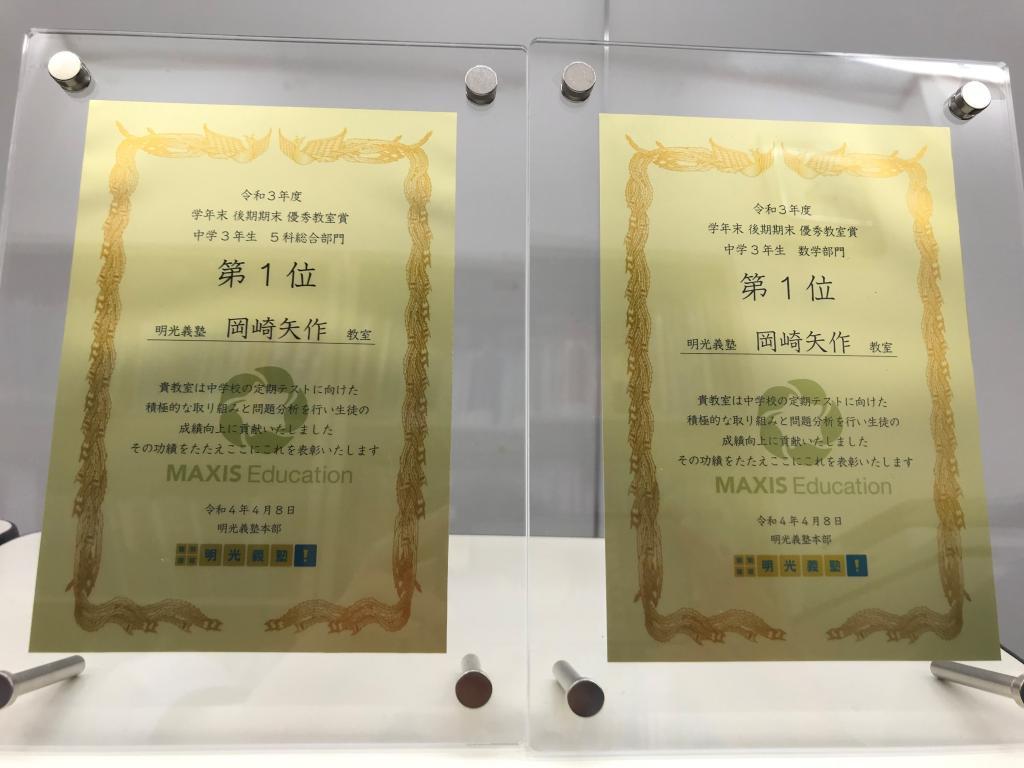 令和３年度
学年末 後期期末 優秀教室賞
中学３年生 ５科総合部門
第１位
明光義塾 岡崎矢作 教室
貴教室は中学校の定期テストに向けた
積極的な取り組みと問題分析を行い生徒の
成績向上に貢献いたしました
その功績をたたえここにこれを表彰いたします
MAXIS Education
令和４年４月８日
明光義塾本部
個別指導 明光義塾！
令和３年度
学年末 後期期末 優秀教室賞
中学３年生 数学部門
第１位
明光義塾 岡崎矢作 教室
貴教室は中学校の定期テストに向けた
積極的な取り組みと問題分析を行い生徒の
成績向上に貢献いたしました
その功績をたたえここにこれを表彰いたします
MAXIS Education
令和４年４月８日
明光義塾本部
個別指導 明光義塾！